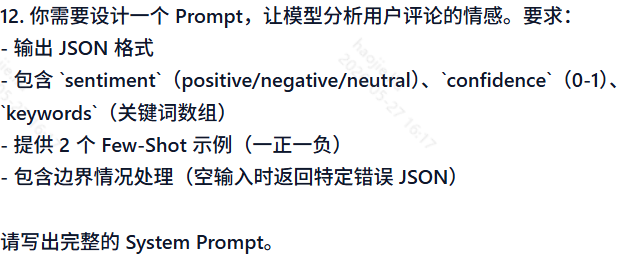 12. 你需要设计一个 Prompt，让模型分析用户评论的情感。要求：
- 输出 JSON 格式
- 包含 `sentiment`（positive/negative/neutral）、`confidence`（0-1）、
`keywords`（关键词数组）
- 提供 2 个 Few-Shot 示例（一正一负）
- 包含边界情况处理（空输入时返回特定错误 JSON）
请写出完整的 System Prompt。